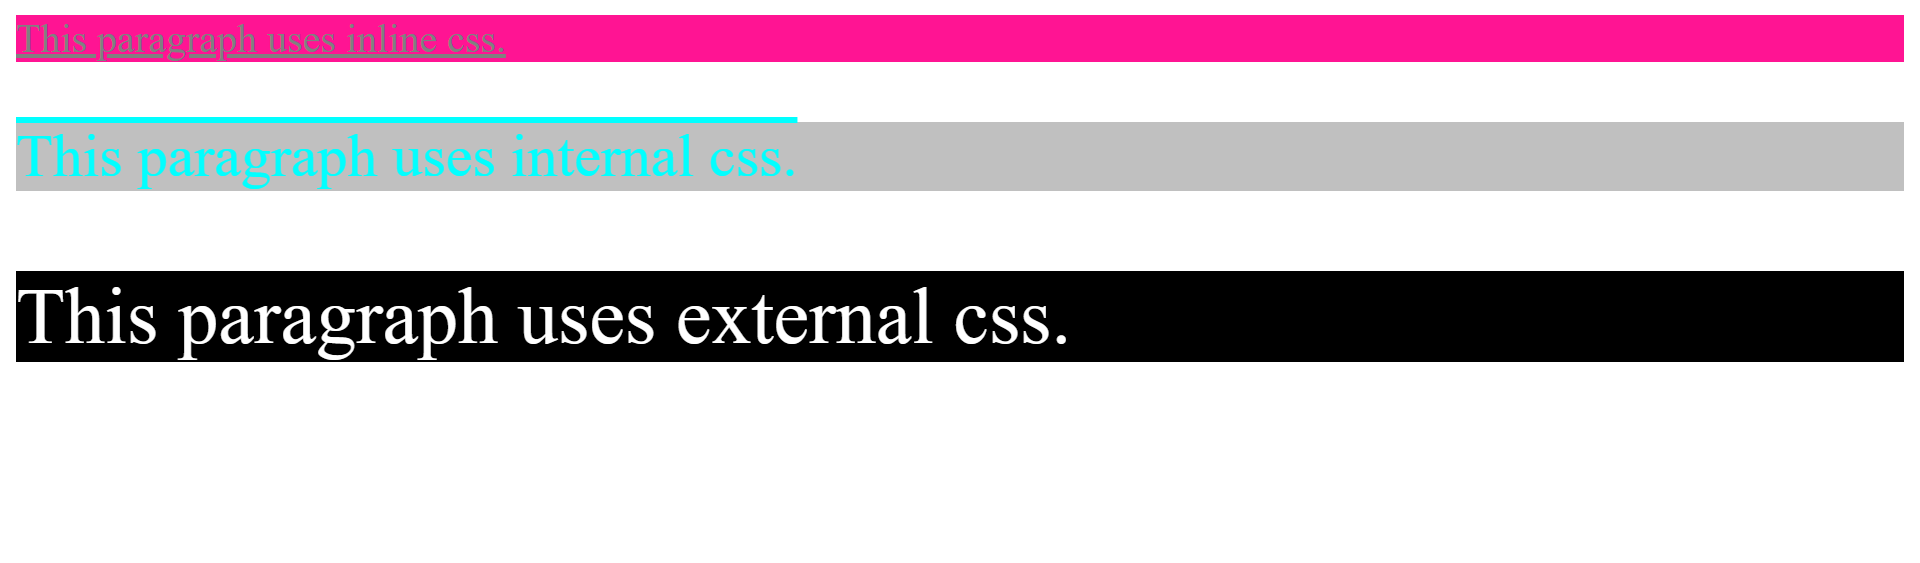 This paragraph uses inline css.
This paragraph uses internal css.
This paragraph uses external css.